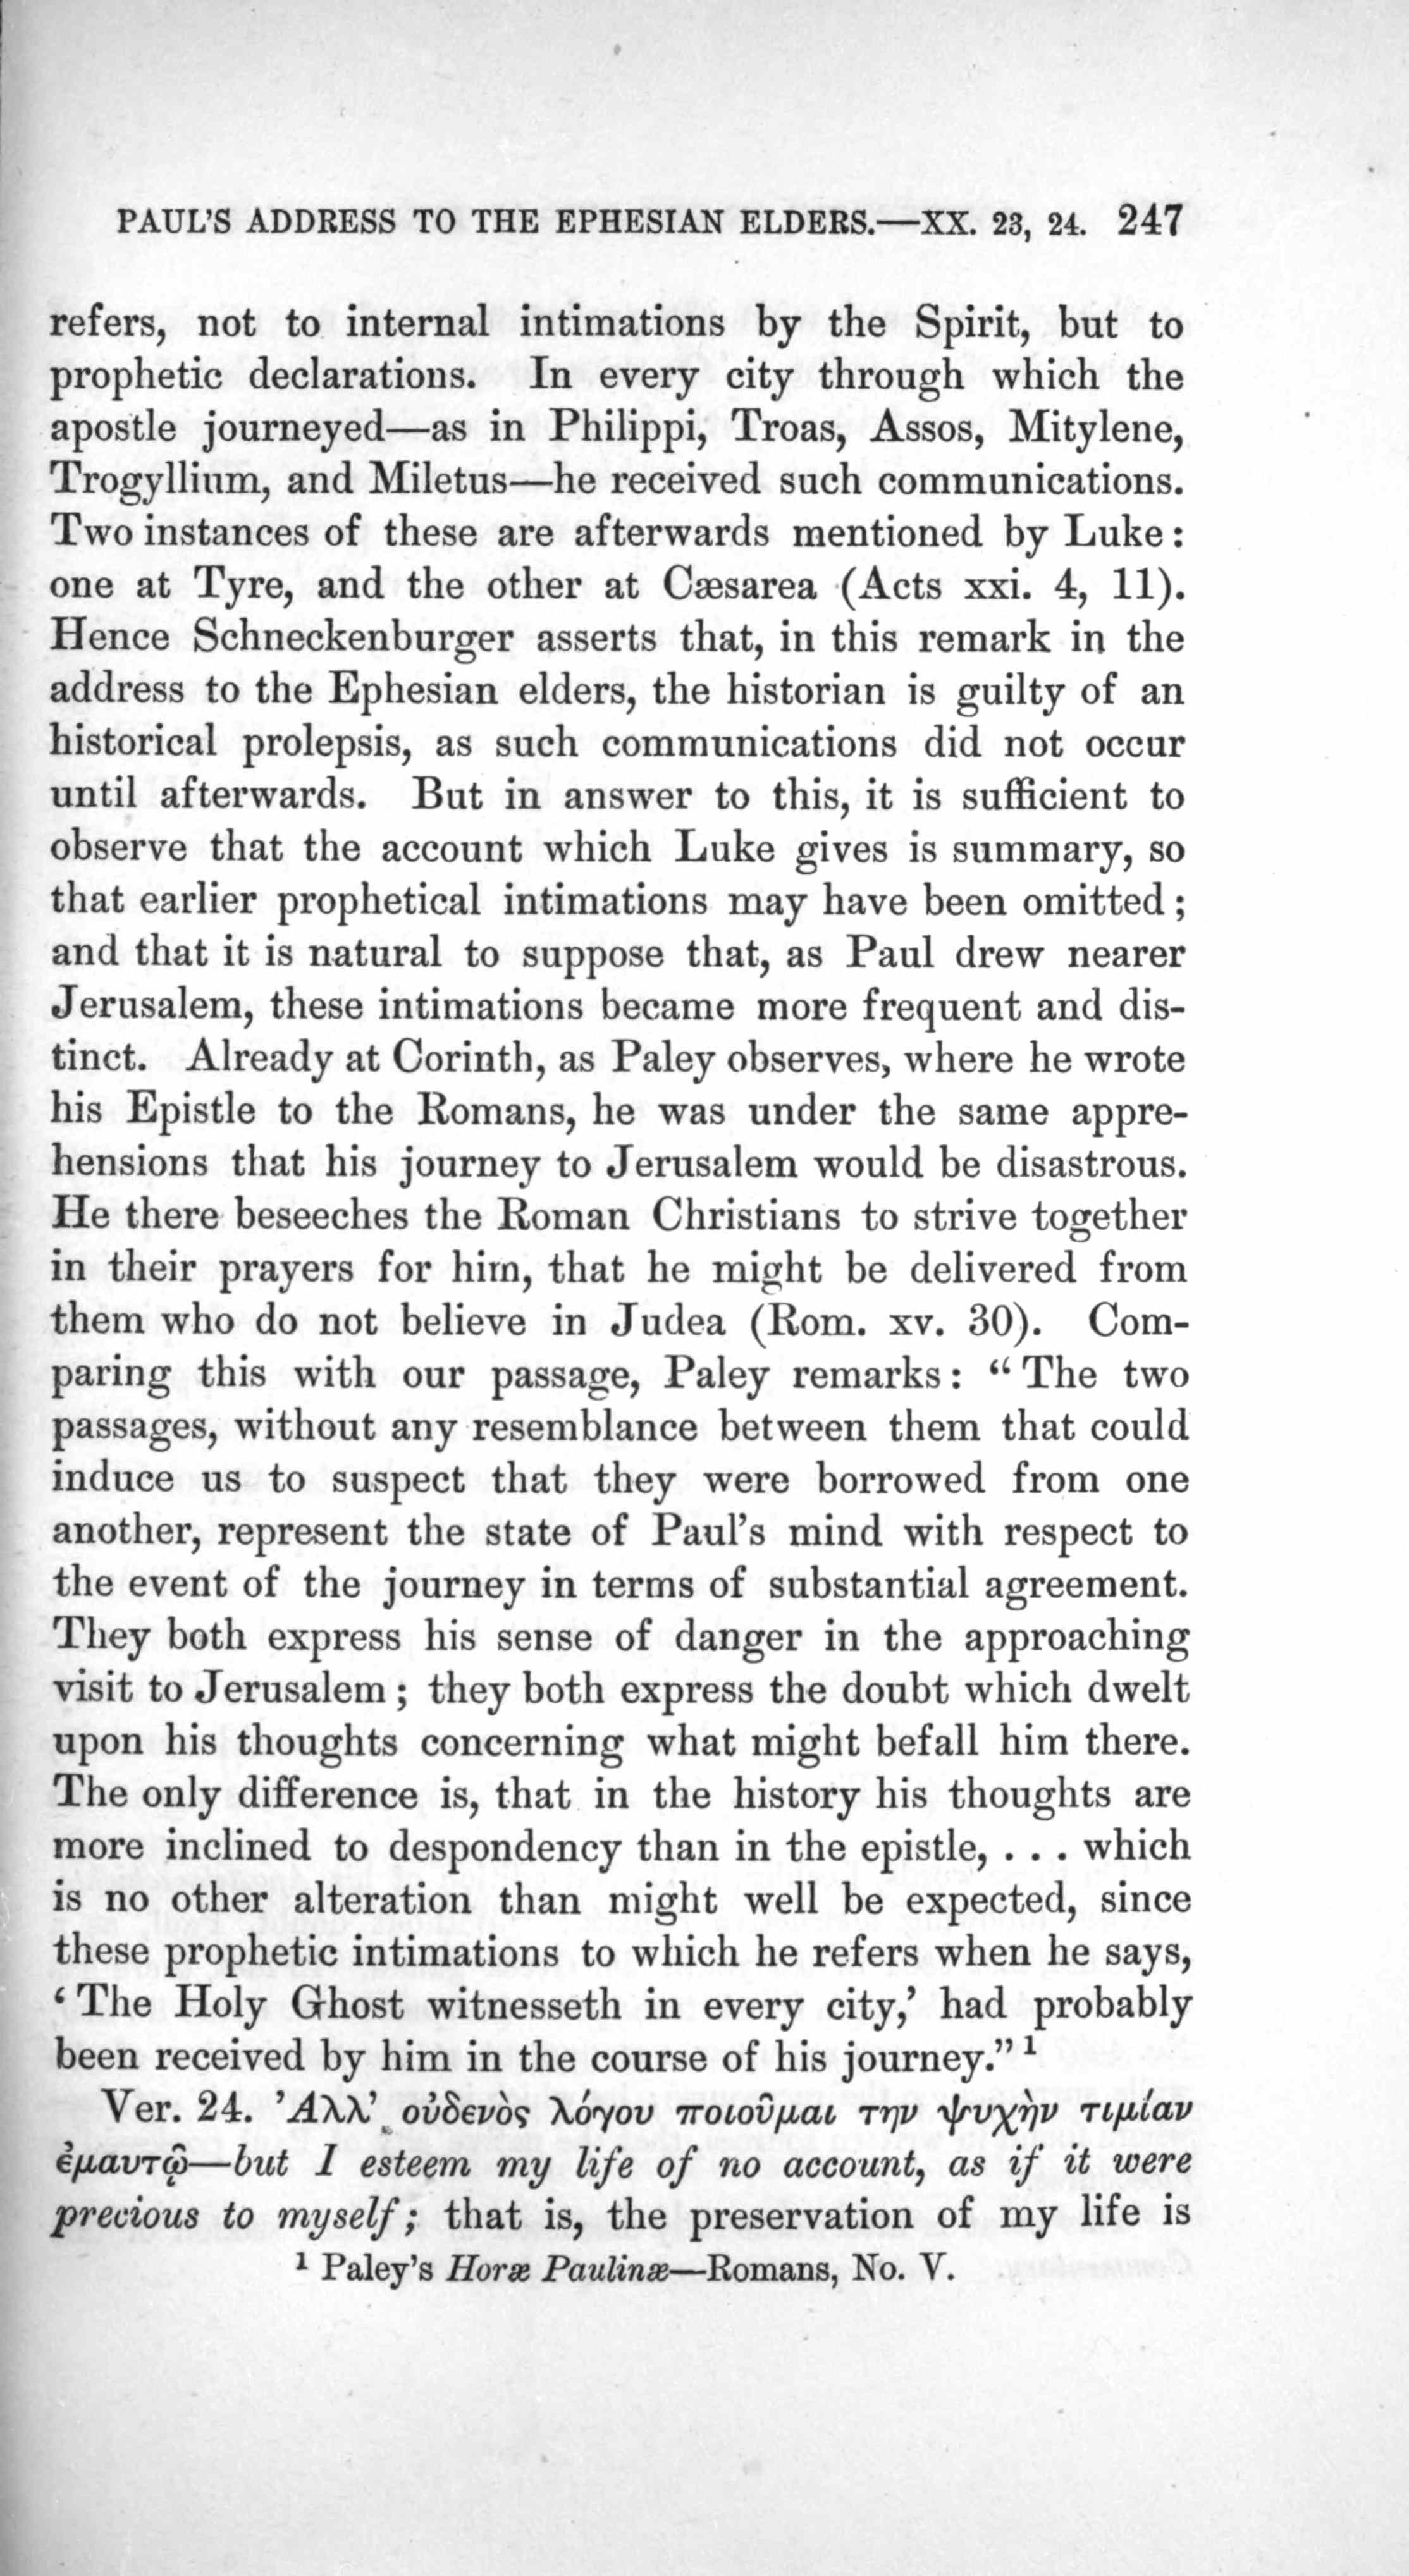 PAUL'S ADDRESS TO THE EPHESIAN ELDERS.—XX. 23, 24. 247
refers, not to internal intimations by the Spirit, but to
prophetic declarations. In every city through which the
apostle journeyed—as in Philippi, Troas, Assos, Mitylene,
Trogyllium, and Miletus—he received such communications.
Two instances of these are afterwards mentioned by Luke:
one at Tyre, and the other at Cæsarea (Acts xxi. 4, 11).
Hence Schneckenburger asserts that, in this remark in the
address to the Ephesian elders, the historian is guilty of an
historical prolepsis, as such communications did not occur
until afterwards. But in answer to this, it is sufficient to
observe that the account which Luke gives is summary, so
that earlier prophetical intimations may have been omitted;
and that it is natural to suppose that, as Paul drew nearer
Jerusalem, these intimations became more frequent and dis-
tinct. Already at Corinth, as Paley observes, where he wrote
his Epistle to the Romans, he was under the same appre-
hensions that his journey to Jerusalem would be disastrous.
He there beseeches the Roman Christians to strive together
in their prayers for him, that he might be delivered from
them who do not believe in Judea (Rom. xv. 30). Com-
paring this with our passage, Paley remarks: “The two
passages, without any resemblance between them that could
induce us to suspect that they were borrowed from one
another, represent the state of Paul's mind with respect to
the event of the journey in terms of substantial agreement.
They both express his sense of danger in the approaching
visit to Jerusalem; they both express the doubt which dwelt
upon his thoughts concerning what might befall him there.
The only difference is, that in the history his thoughts are
more inclined to despondency than in the epistle, . . . which
is no other alteration than might well be expected, since
these prophetic intimations to which he refers when he says,
‘The Holy Ghost witnesseth in every city,’ had probably
been received by him in the course of his journey.” ¹
Ver. 24. Ἀλλ’ οὐδενὸς λόγου ποιοῦμαι την ψυχὴν τιμίαν
ἐμαυτῷ—but I esteem my life of no account, as if it were
precious to myself; that is, the preservation of my life is
¹ Paley's Horæ Paulinæ—Romans, No. V.